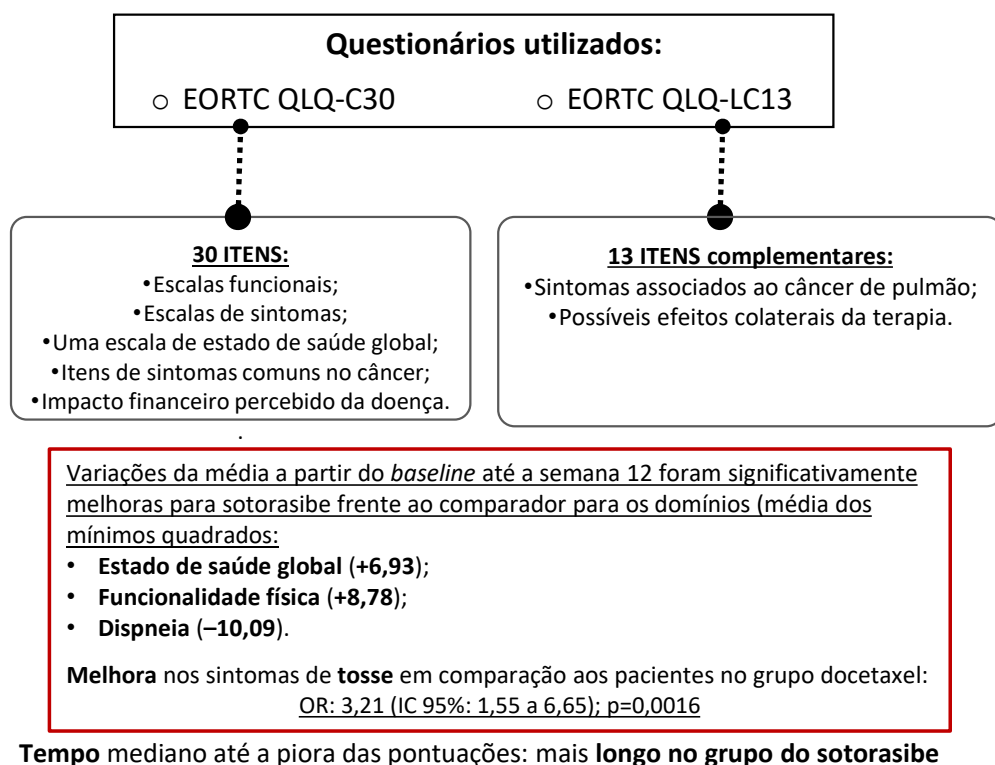 Questionários utilizados:
o EORTC QLQ-C30
o EORTC QLQ-LC13
30 ITENS:
•Escalas funcionais;
•Escalas de sintomas;
•Uma escala de estado de saúde global;
•Itens de sintomas comuns no câncer;
•Impacto financeiro percebido da doença.
.
13 ITENS complementares:
•Sintomas associados ao câncer de pulmão;
•Possíveis efeitos colaterais da terapia.
Variações da média a partir do baseline até a semana 12 foram significativamente
melhoras para sotorasibe frente ao comparador para os domínios (média dos
mínimos quadrados:
• Estado de saúde global (+6,93);
• Funcionalidade física (+8,78);
• Dispneia (–10,09).
Melhora nos sintomas de tosse em comparação aos pacientes no grupo docetaxel:
OR: 3,21 (IC 95%: 1,55 a 6,65); p=0,0016
Tempo mediano até a piora das pontuações: mais longo no grupo do sotorasibe